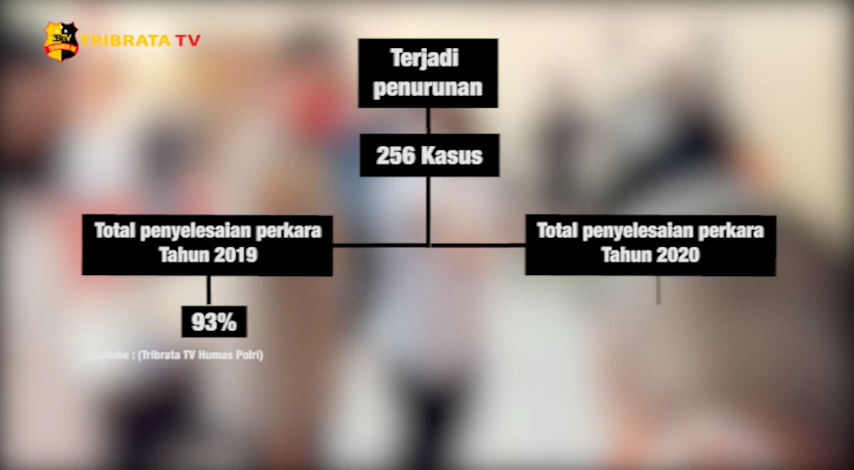 TRIBRATA TV
Terjadi
penurunan
256 Kasus
Total penyelesaian perkara
Tahun 2019
Total penyelesaian perkara
Tahun 2020
93%
: (Tribrata TV Humas Polri)